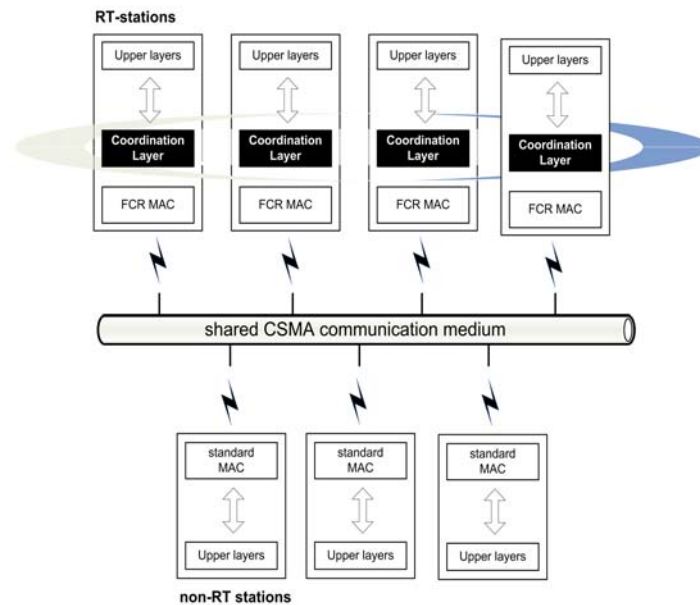 RT-stations
Upper layers
Upper layers
Upper layers
Upper layers
Coordination
Layer
Coordination
Layer
Coordination
Layer
Coordination
Layer
FCR MAC
FCR MAC
FCR MAC
FCR MAC
shared CSMA communication medium
standard
MAC
standard
MAC
standard
MAC
Upper layers
Upper layers
Upper layers
non-RT stations